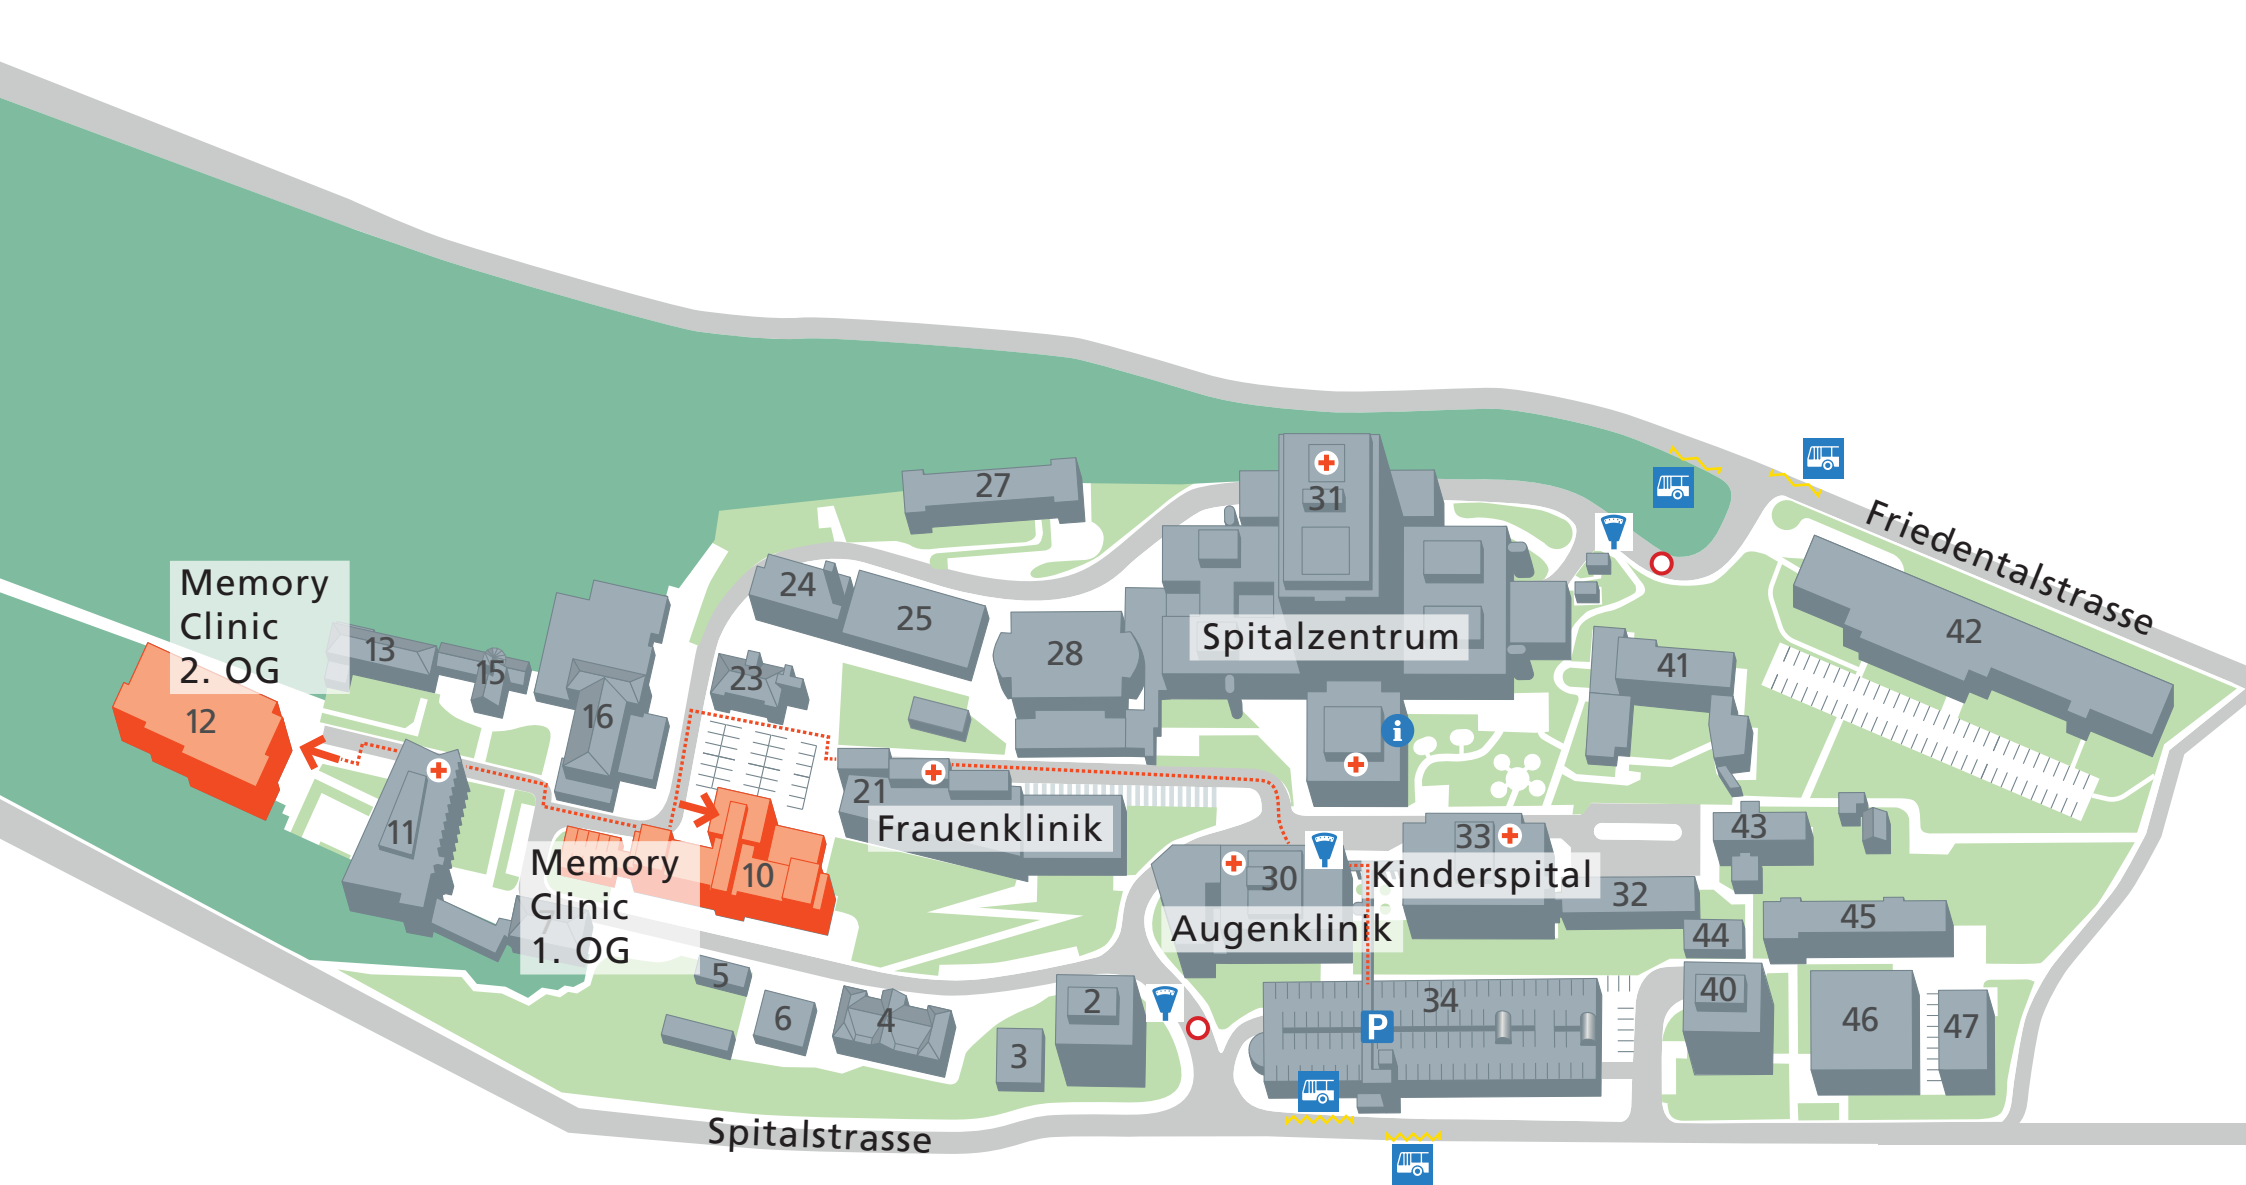 Friedentalstrasse
27
31
Memory
Clinic
2. OG
24
25
13
15
28
Spitalzentrum
42
23
41
12
16
i
21
11
Frauenklinik
33
43
Memory
Clinic
1. OG
10
30
Kinderspital
32
Augenklinik
44
45
7
5
6
4
2
3
34
P
40
46
47
Spitalstrasse